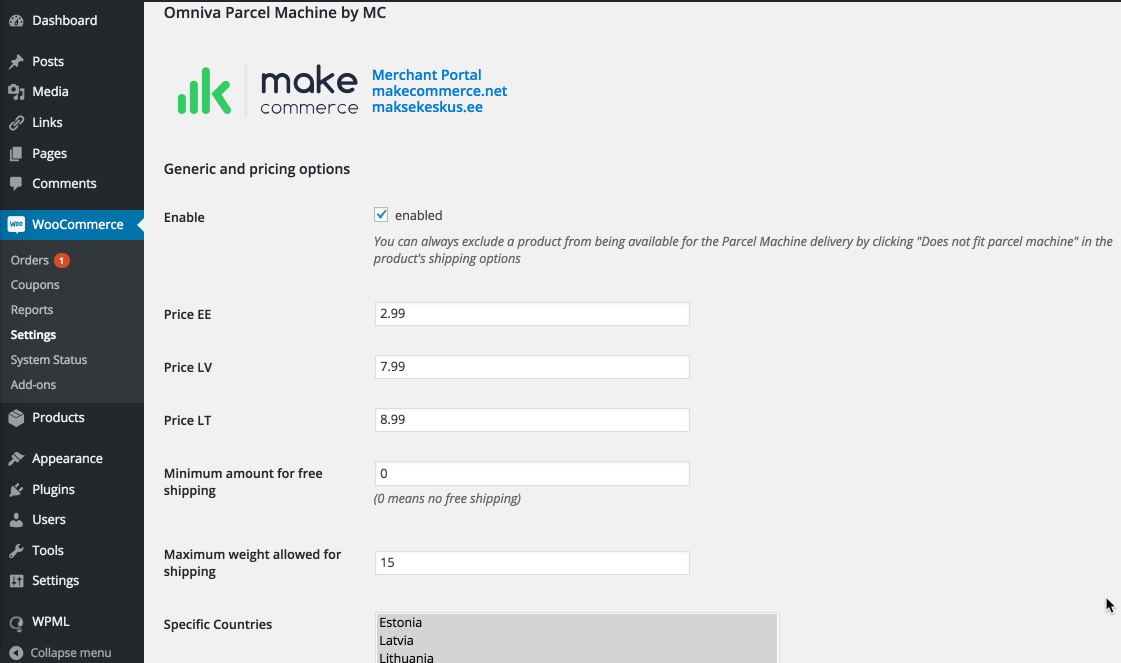 Dashboard
Posts
Media
Links
Pages
Comments
WOO WooCommerce
Orders 1
Coupons
Reports
Settings
System Status
Add-ons
Products
Appearance
Plugins
Users
Tools
Settings
WPML
Collapse menu
Omniva Parcel Machine by MC
make
commerce
Merchant Portal
makecommerce.net
maksekeskus.ee
Generic and pricing options
Enable
enabled
You can always exclude a product from being available for the Parcel Machine delivery by clicking "Does not fit parcel machine" in the
product's shipping options
Price EE
2.99
Price LV
7.99
Price LT
8.99
Minimum amount for free
shipping
0
(0 means no free shipping)
Maximum weight allowed for
shipping
15
Specific Countries
Estonia
Latvia
Lithuania